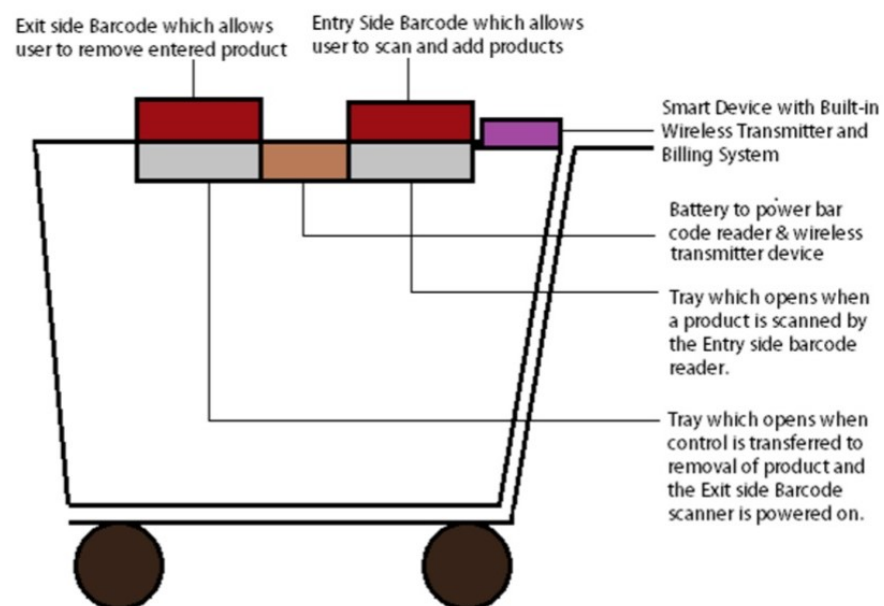 Exit side Barcode which allows
user to remove entered product
Entry Side Barcode which allows
user to scan and add products
Smart Device with Built-in
Wireless Transmitter and
Billing System
Battery to power bar
code reader & wireless
transmitter device
Tray which opens when
a product is scanned by
the Entry side barcode
reader.
Tray which opens when
control is transferred to
removal of product and
the Exit side Barcode
scanner is powered on.